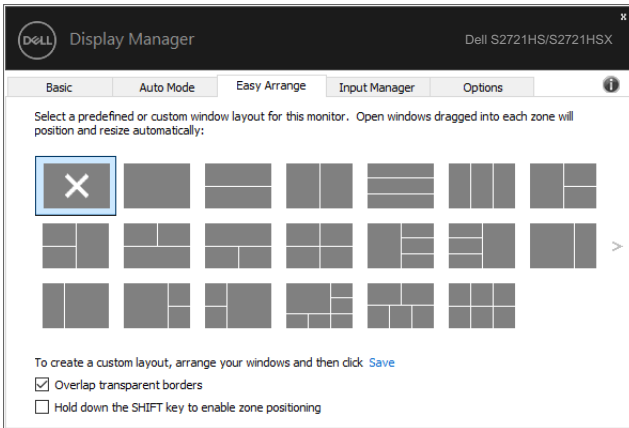 x
DELL
Display Manager
Dell S2721HS/S2721HSX
Basic
Auto Mode
Easy Arrange
Input Manager
Options
i
Select a predefined or custom window layout for this monitor. Open windows dragged into each zone will
position and resize automatically:
>
To create a custom layout, arrange your windows and then click Save
Overlap transparent borders
Hold down the SHIFT key to enable zone positioning